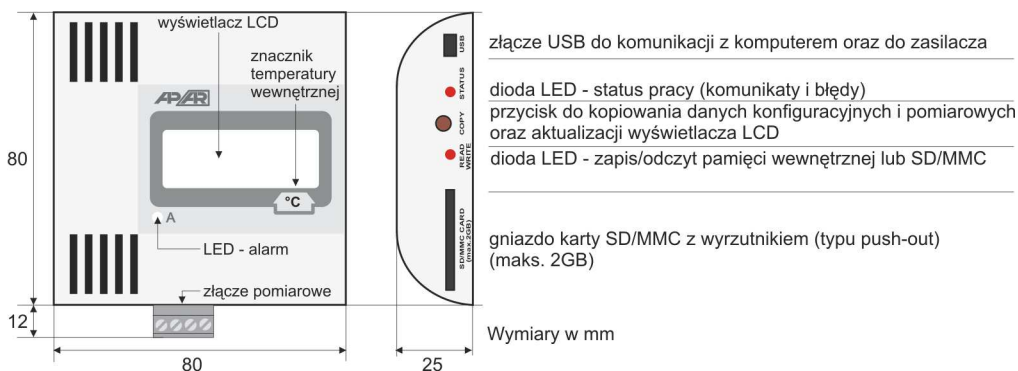 wyświetlacz LCD
znacznik
temperatury
wewnętrznej
APAR
80
°C
A
LED - alarm
złącze pomiarowe
12
80
USB
STATUS
COPY
READ
WRITE
SD/MMC CARD
(max.2GB)
25
złącze USB do komunikacji z komputerem oraz do zasilacza
dioda LED - status pracy (komunikaty i błędy)
przycisk do kopiowania danych konfiguracyjnych i pomiarowych
oraz aktualizacji wyświetlacza LCD
dioda LED - zapis/odczyt pamięci wewnętrznej lub SD/MMC
gniazdo karty SD/MMC z wyrzutnikiem (typu push-out)
(maks. 2GB)
Wymiary w mm